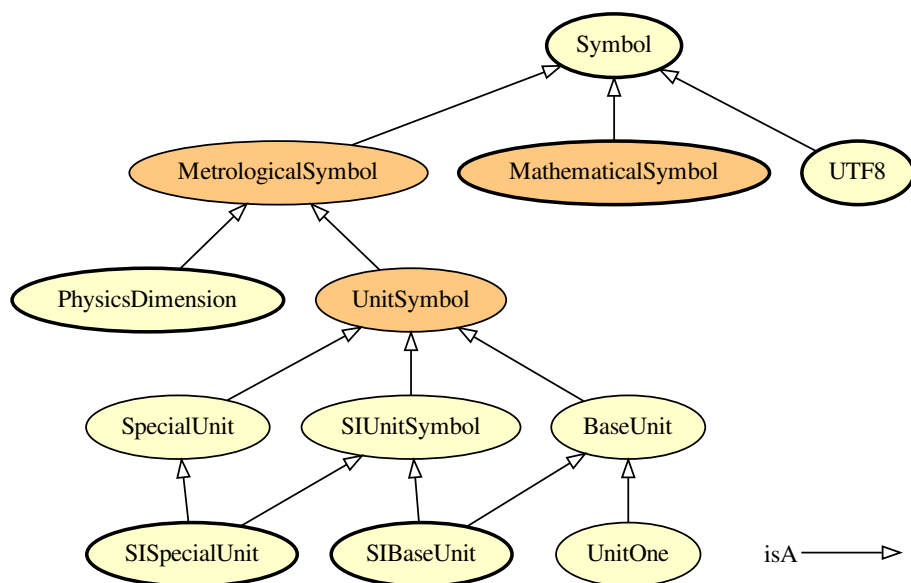 Symbol
MetrologicalSymbol
MathematicalSymbol
UTF8
PhysicsDimension
UnitSymbol
SpecialUnit
SIUnitSymbol
BaseUnit
SISpecialUnit
SIBaseUnit
UnitOne
isA